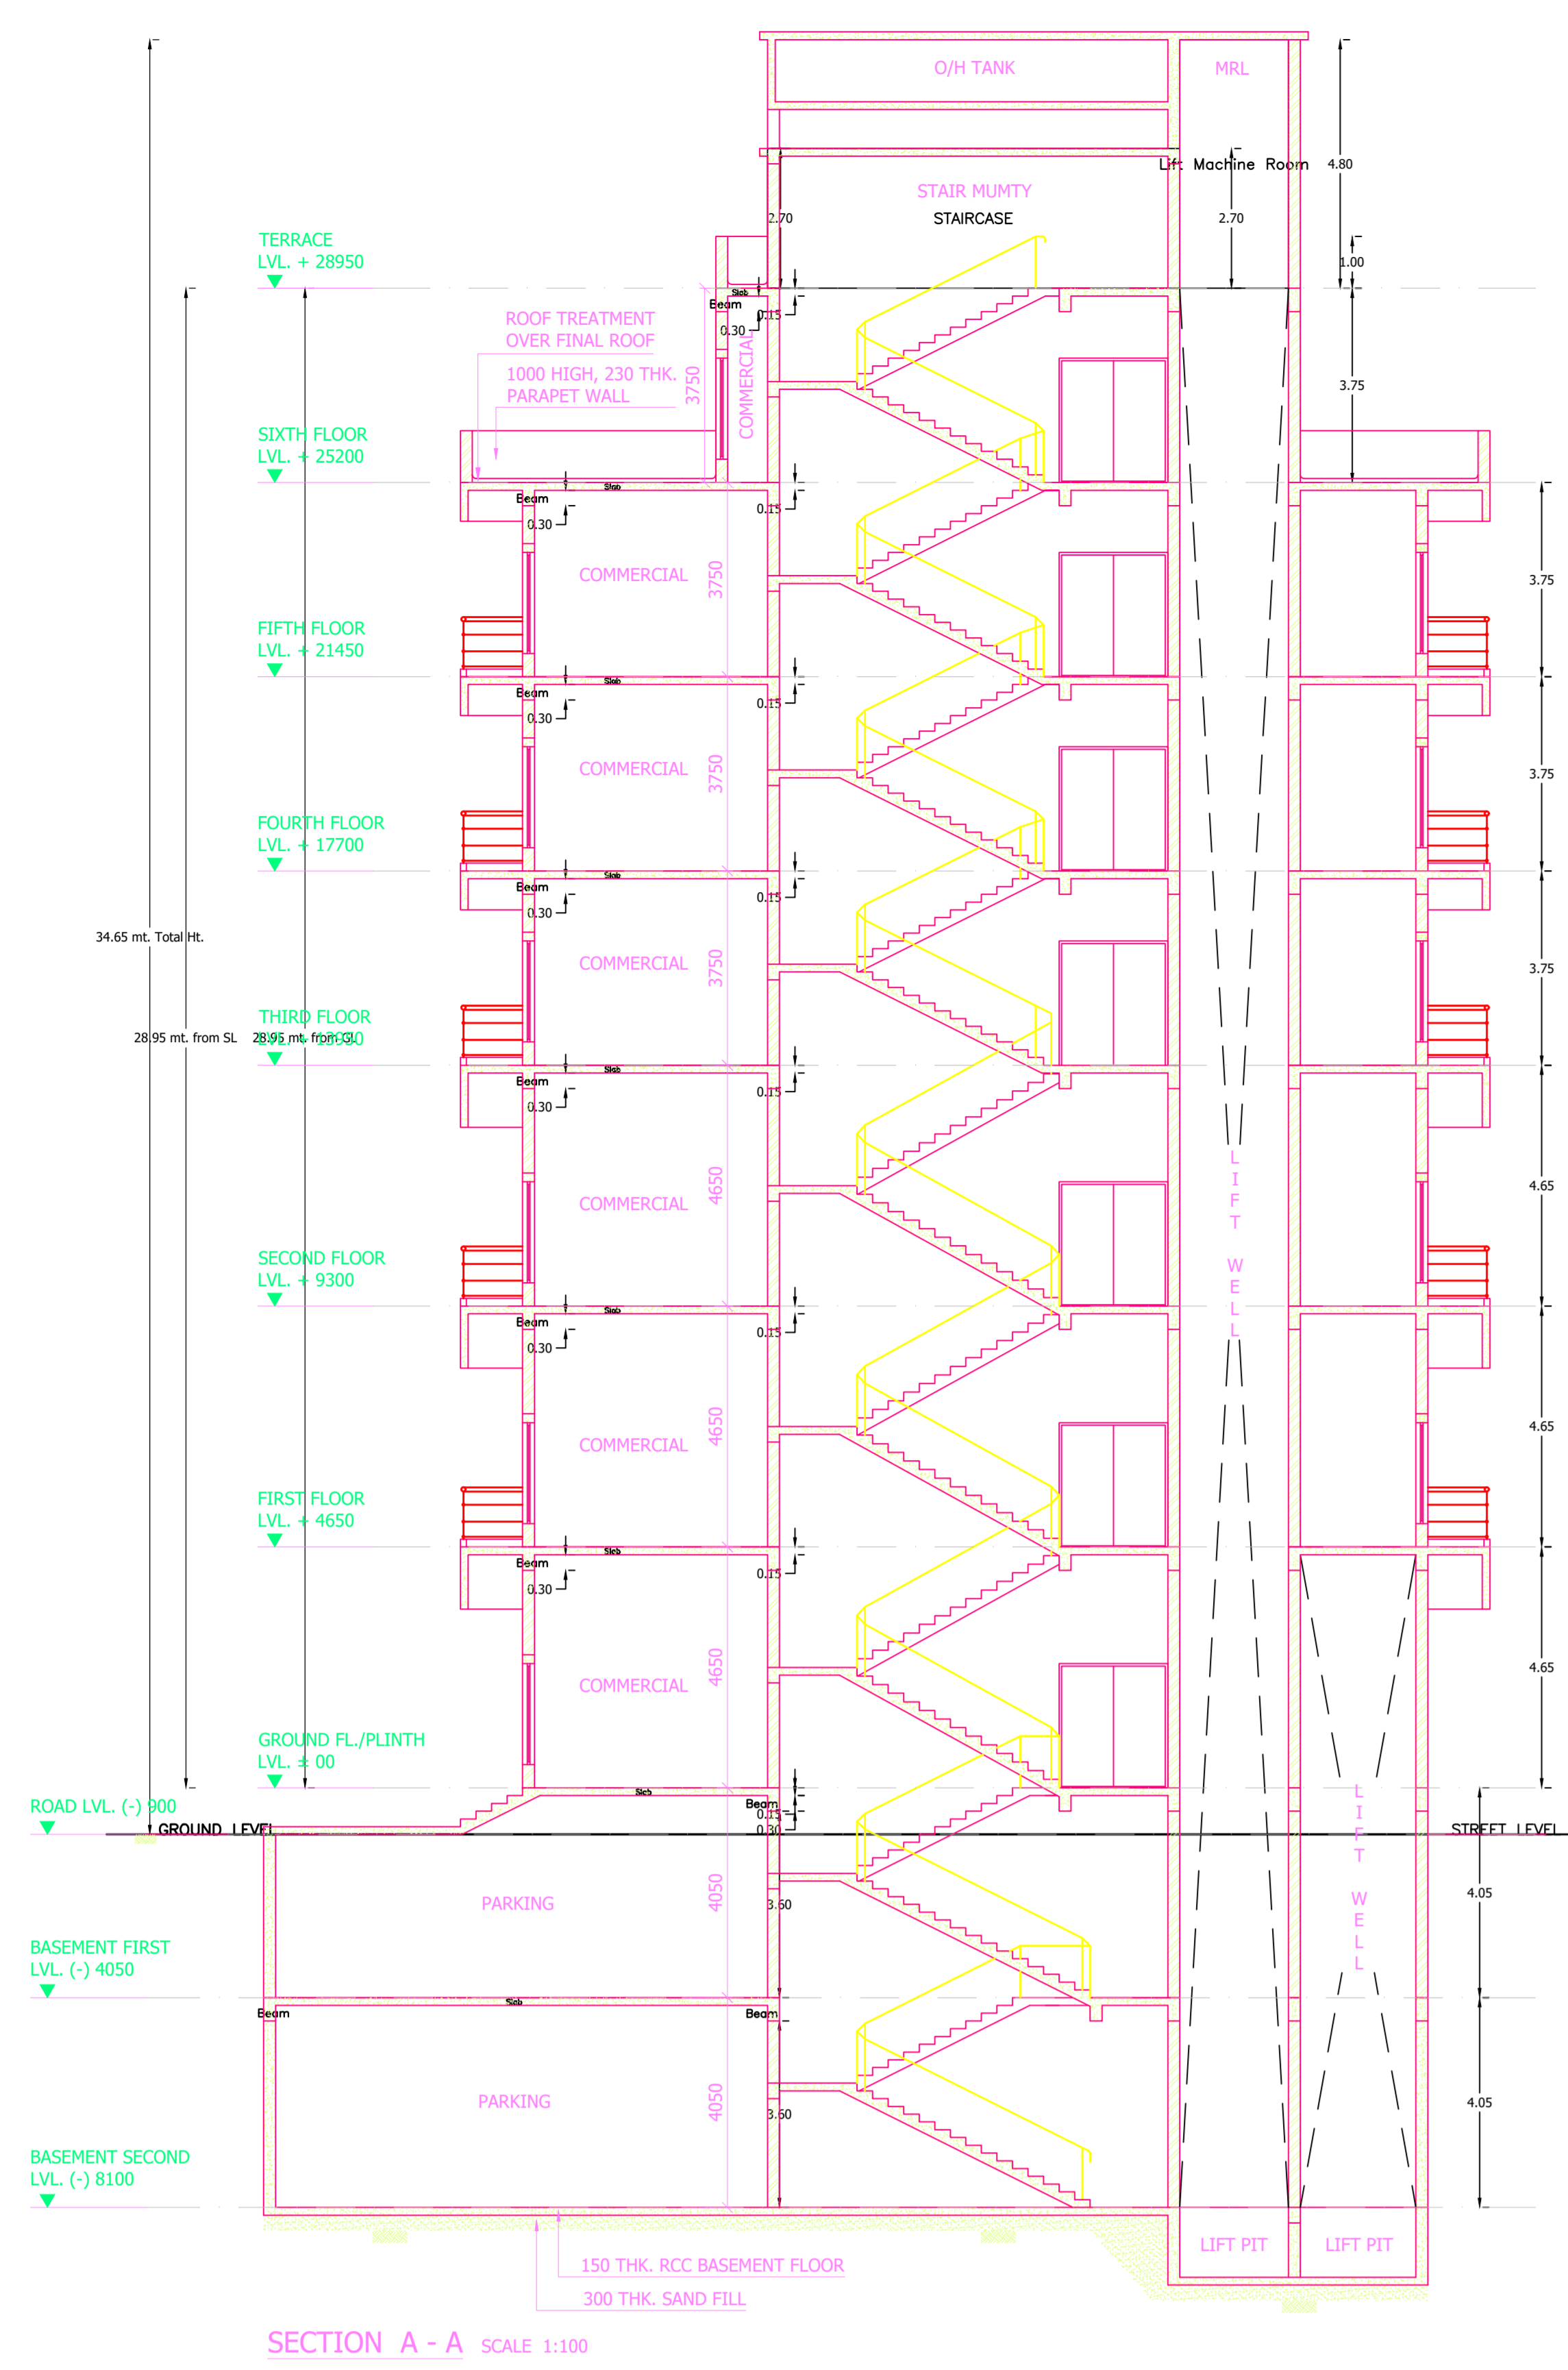 O/H TANK
MRL
Lift Machine Room
4.80
STAIR MUMTY
STAIRCASE
2.70
2.70
TERRACE
LVL. + 28950
1.00
Slab
Beam
0.15
0.30
ROOF TREATMENT
OVER FINAL ROOF
1000 HIGH, 230 THK.
PARAPET WALL
3750
COMMERCIAL
3.75
SIXTH FLOOR
LVL. + 25200
Slab
Beam
0.15
0.30
COMMERCIAL
3750
3.75
FIFTH FLOOR
LVL. + 21450
Slab
Beam
0.15
0.30
COMMERCIAL
3750
3.75
FOURTH FLOOR
LVL. + 17700
Slab
Beam
0.15
0.30
34.65 mt. Total Ht.
COMMERCIAL
3750
3.75
THIRD FLOOR
28.95 mt. from SL
28.95 mt. from GL
Slab
Beam
0.15
0.30
COMMERCIAL
4650
4.65
LIFT WELL
SECOND FLOOR
LVL. + 9300
Slab
Beam
0.15
0.30
COMMERCIAL
4650
4.65
FIRST FLOOR
LVL. + 4650
Slab
Beam
0.15
0.30
COMMERCIAL
4650
4.65
GROUND FL./PLINTH
LVL. ± 00
Slab
Beam
0.15
0.30
ROAD LVL. (-) 900
GROUND LEVEL
STREET LEVEL
LIFT WELL
PARKING
4050
3.60
4.05
BASEMENT FIRST
LVL. (-) 4050
Slab
Beam
Beam
PARKING
4050
3.60
4.05
BASEMENT SECOND
LVL. (-) 8100
LIFT PIT
LIFT PIT
150 THK. RCC BASEMENT FLOOR
300 THK. SAND FILL
SECTION A - A SCALE 1:100